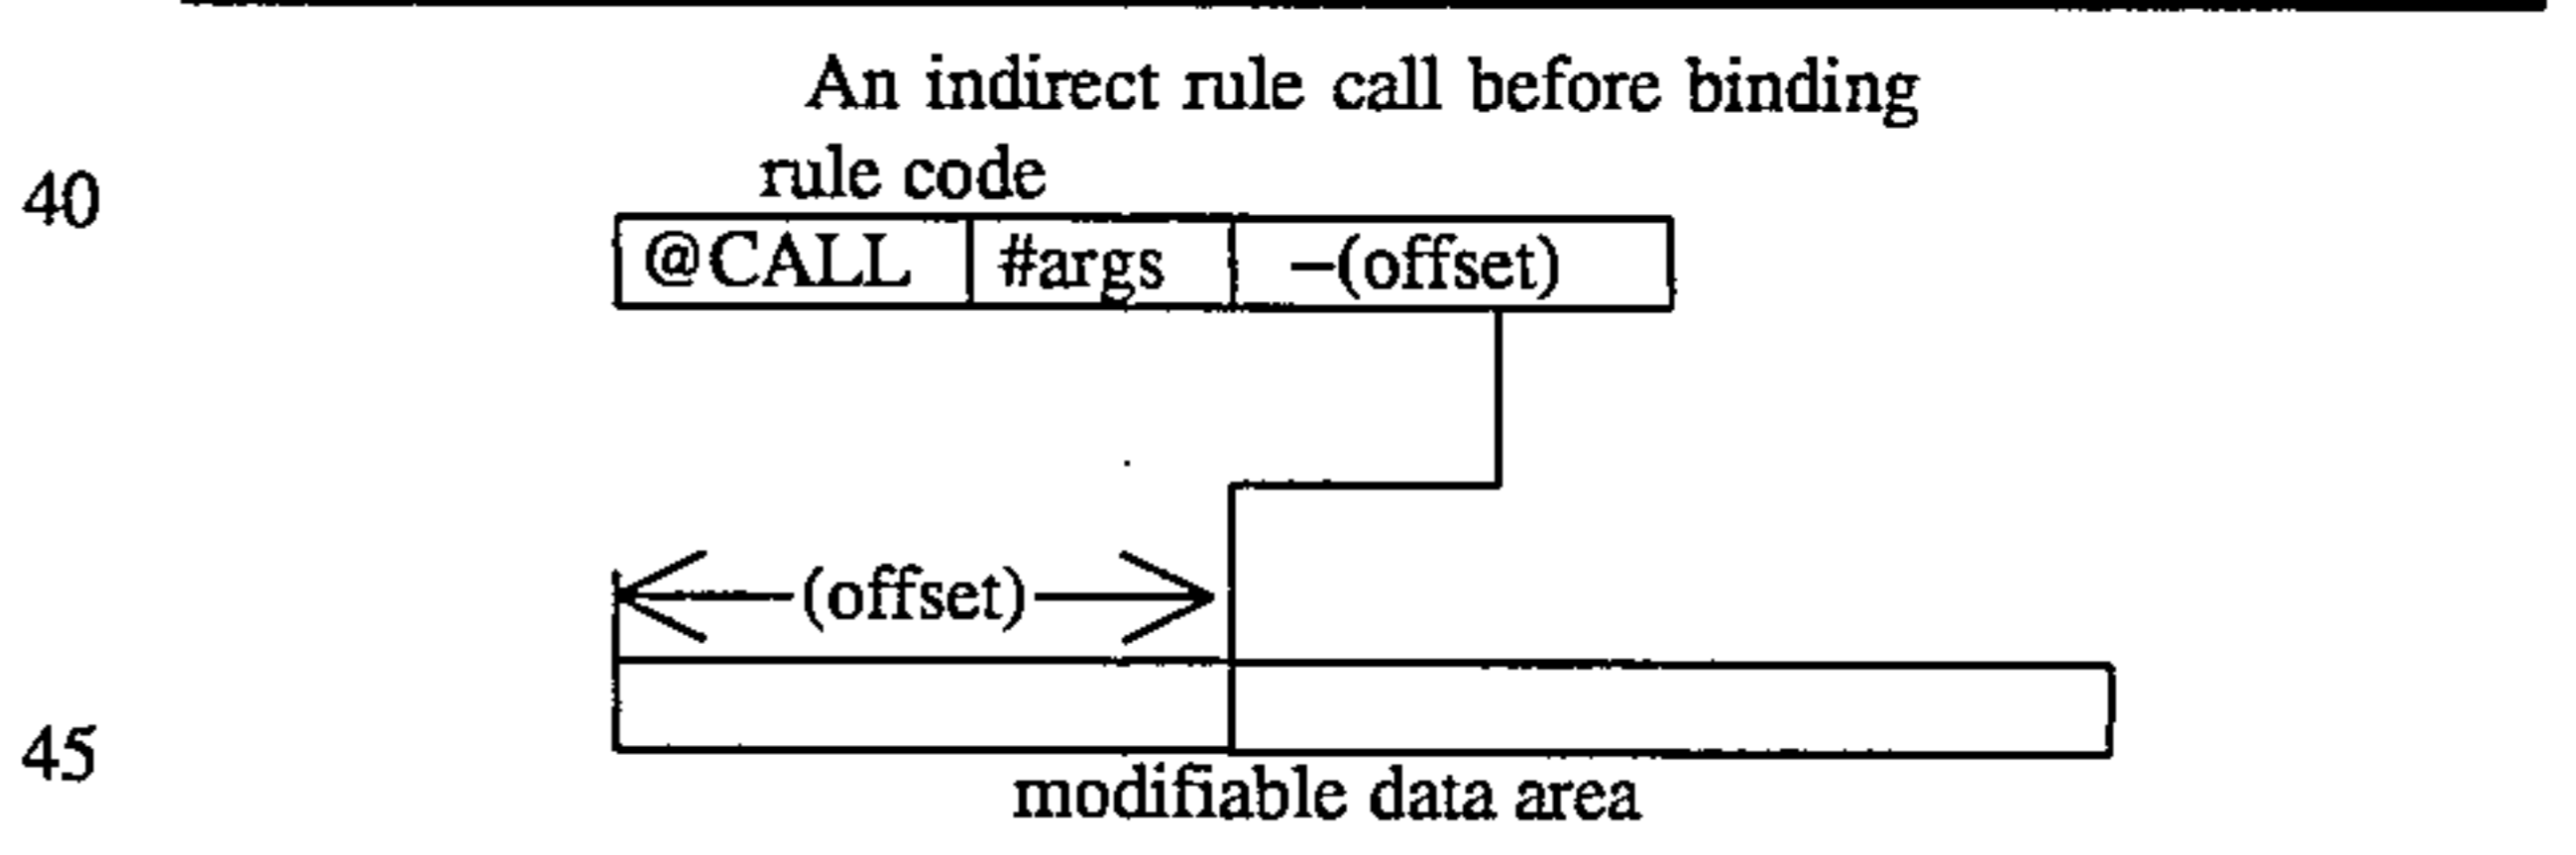 An indirect rule call before binding
rule code
40
@CALL #args –(offset)
(offset)
45
modifiable data area